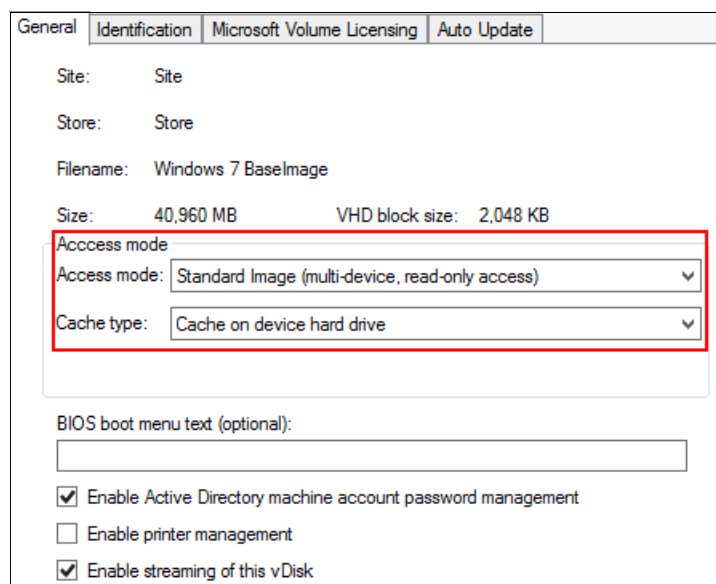 General Identification Microsoft Volume Licensing Auto Update
Site: Site
Store: Store
Filename: Windows 7 BaseImage
Size: 40,960 MB VHD block size: 2,048 KB
Acccess mode
Access mode: Standard Image (multi-device, read-only access)
Cache type: Cache on device hard drive
BIOS boot menu text (optional):
Enable Active Directory machine account password management
Enable printer management
Enable streaming of this vDisk